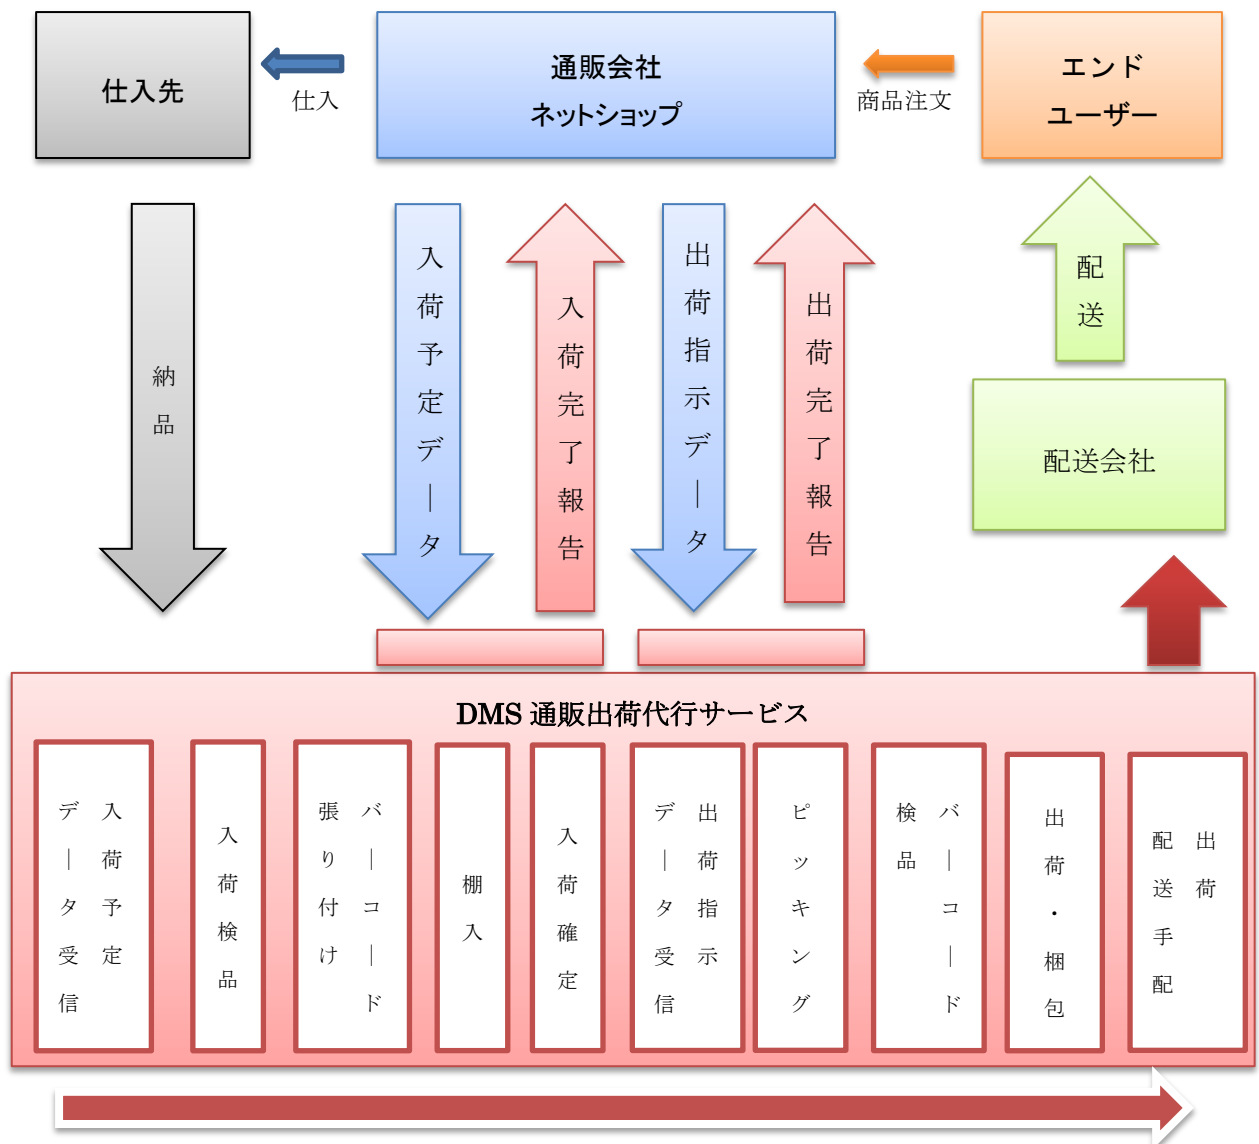 仕入先
仕入
通販会社
ネットショップ
商品注文
エンド
ユーザー
納品
入荷予定データ
入荷完了報告
出荷指示データ
出荷完了報告
配送
配送会社
DMS 通販出荷代行サービス
入荷予定
データ受信
入荷検品
バーコード
張り付け
棚入
入荷確定
出荷指示
データ受信
ピッキング
バーコード
検品
出荷・梱包
出荷
配送手配